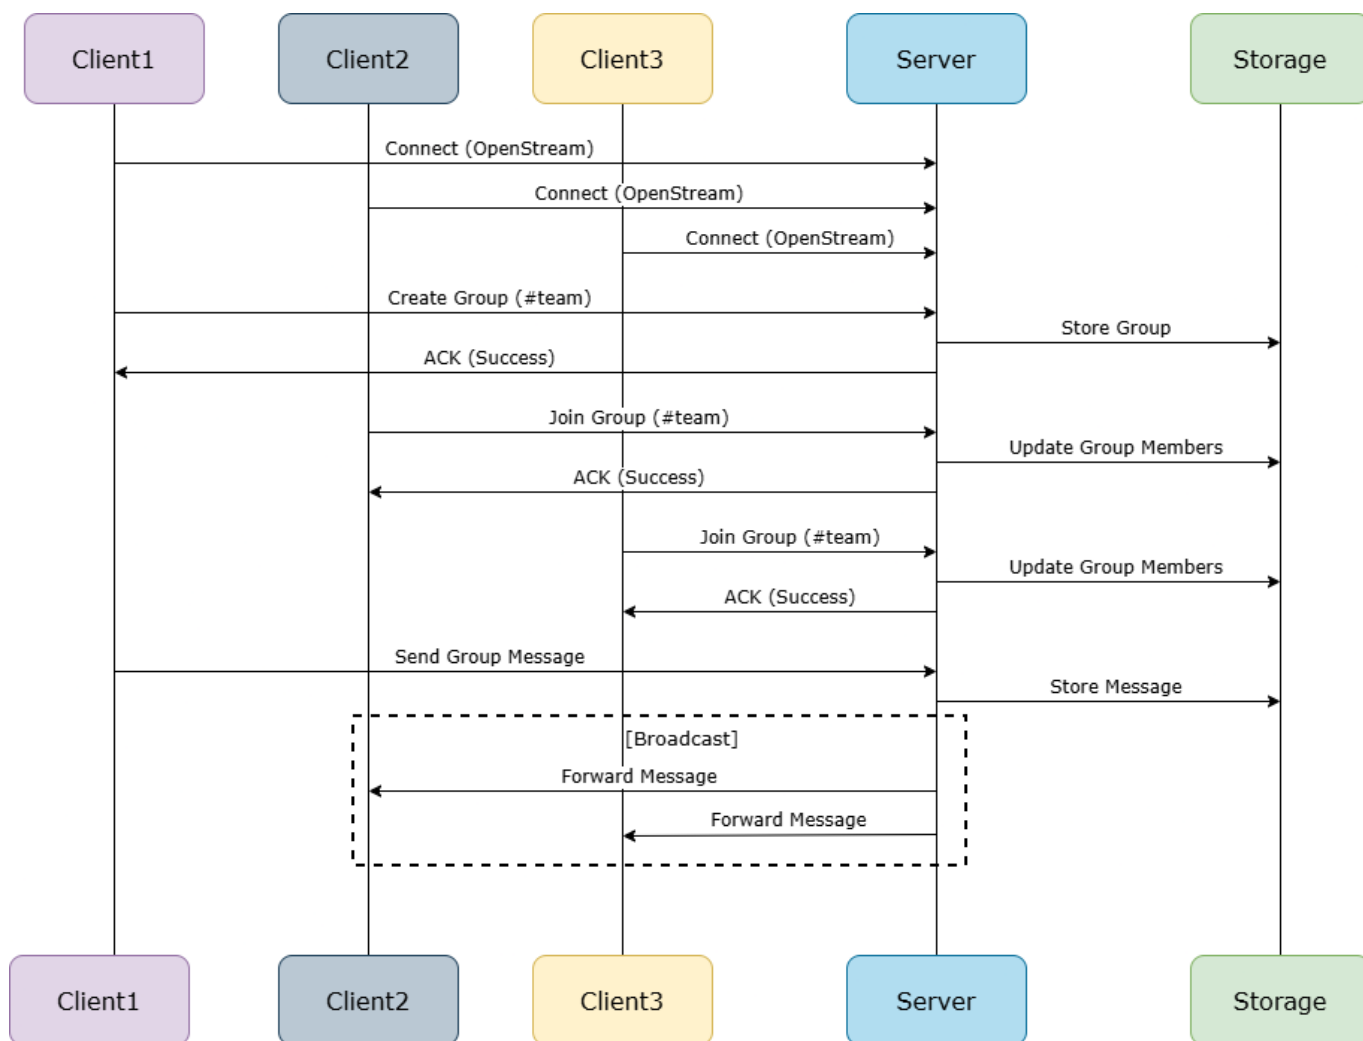 Client1
Client2
Client3
Server
Storage
Connect (OpenStream)
Connect (OpenStream)
Connect (OpenStream)
Create Group (#team)
Store Group
ACK (Success)
Join Group (#team)
Update Group Members
ACK (Success)
Join Group (#team)
Update Group Members
ACK (Success)
Send Group Message
Store Message
[Broadcast]
Forward Message
Forward Message
Client1
Client2
Client3
Server
Storage